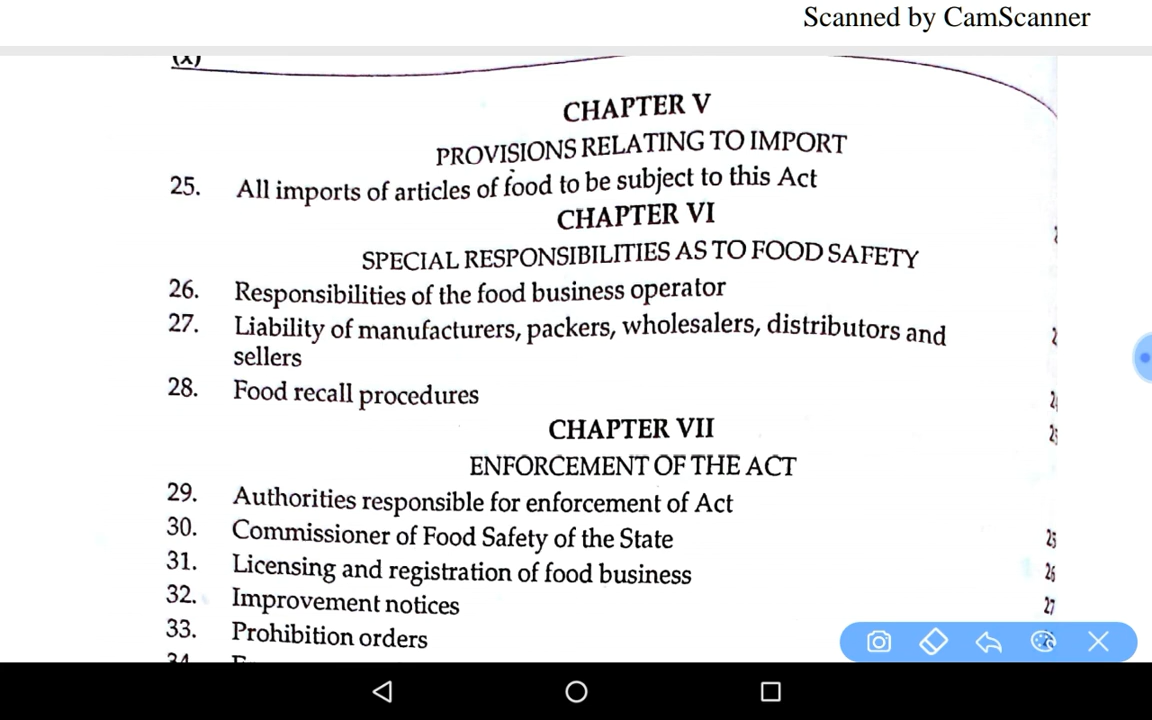 Scanned by CamScanner
(x)
CHAPTER V
PROVISIONS RELATING TO IMPORT
25. All imports of articles of food to be subject to this Act
CHAPTER VI
SPECIAL RESPONSIBILITIES AS TO FOOD SAFETY
26. Responsibilities of the food business operator
27. Liability of manufacturers, packers, wholesalers, distributors and
sellers
28. Food recall procedures
CHAPTER VII
ENFORCEMENT OF THE ACT
29. Authorities responsible for enforcement of Act
30. Commissioner of Food Safety of the State 25
31. Licensing and registration of food business 26
32. Improvement notices 27
33. Prohibition orders
34.